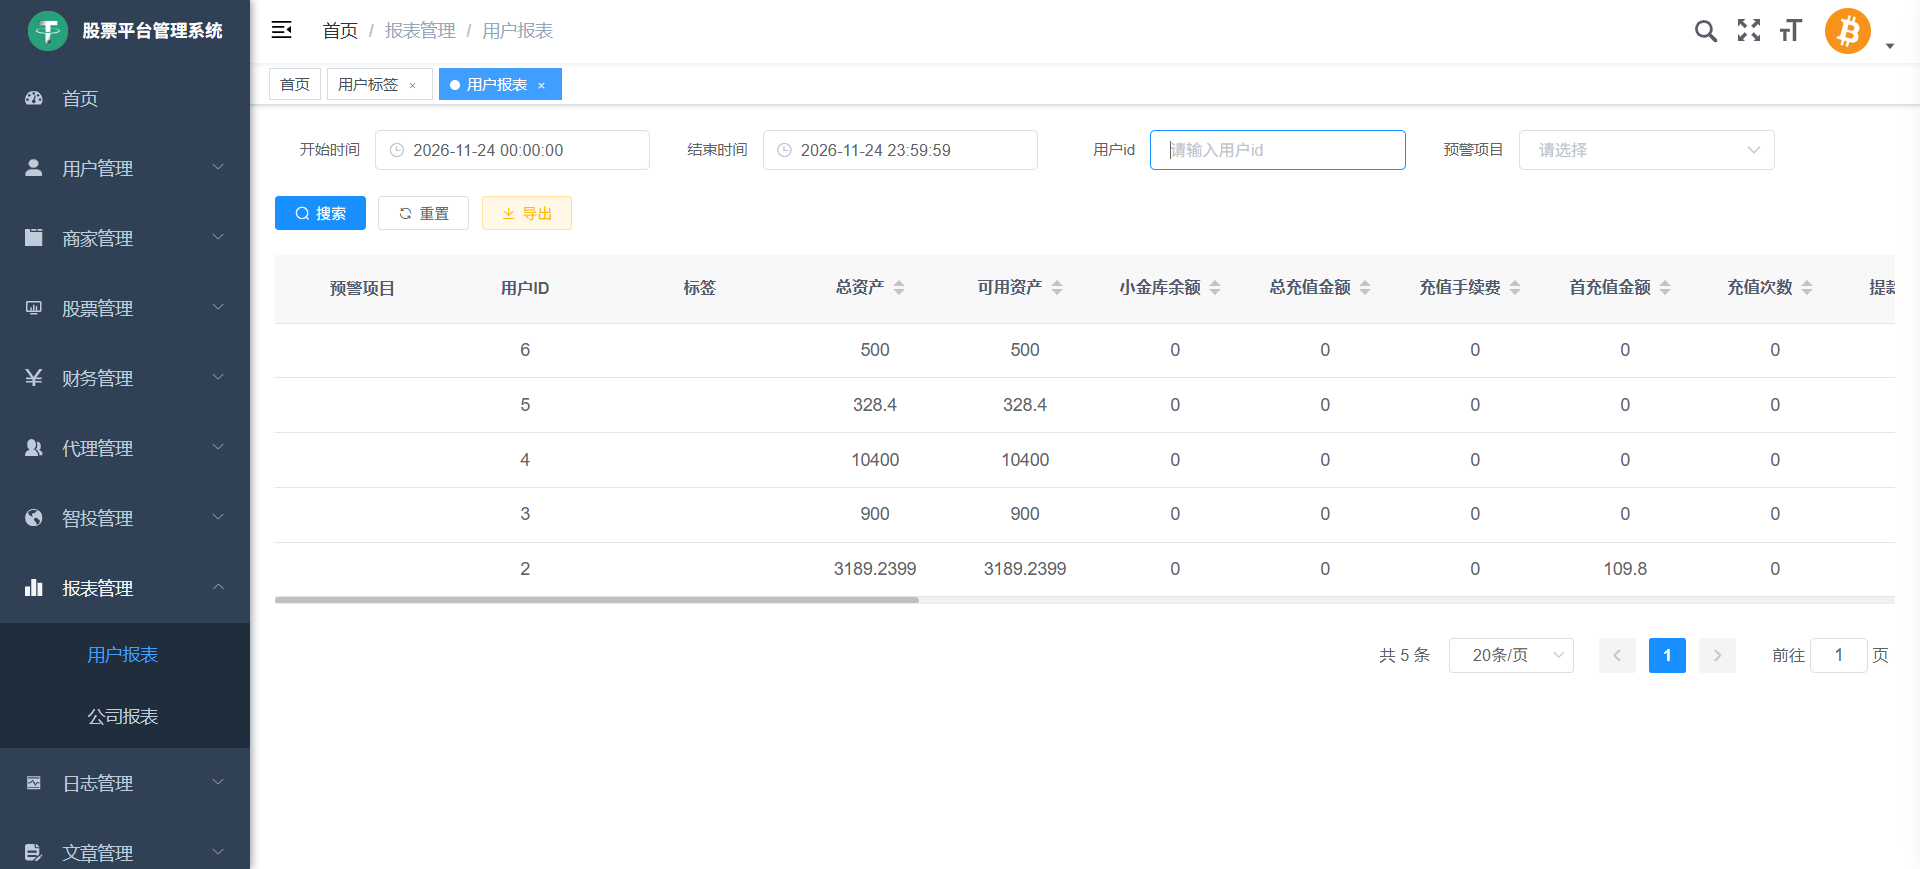 股票平台管理系统
首页 / 报表管理 / 用户报表
首页
用户标签 ×
用户报表 ×
首页
用户管理
商家管理
股票管理
财务管理
代理管理
智投管理
报表管理
用户报表
公司报表
日志管理
文章管理
开始时间 2026-11-24 00:00:00 结束时间 2026-11-24 23:59:59 用户id 请输入用户id 预警项目 请选择
搜索 重置 导出
预警项目 用户ID 标签 总资产 可用资产 小金库余额 总充值金额 充值手续费 首充值金额 充值次数 提款
6 500 500 0 0 0 0 0
5 328.4 328.4 0 0 0 0 0
4 10400 10400 0 0 0 0 0
3 900 900 0 0 0 0 0
2 3189.2399 3189.2399 0 0 0 109.8 0
共 5 条 20条/页 1 前往 1 页